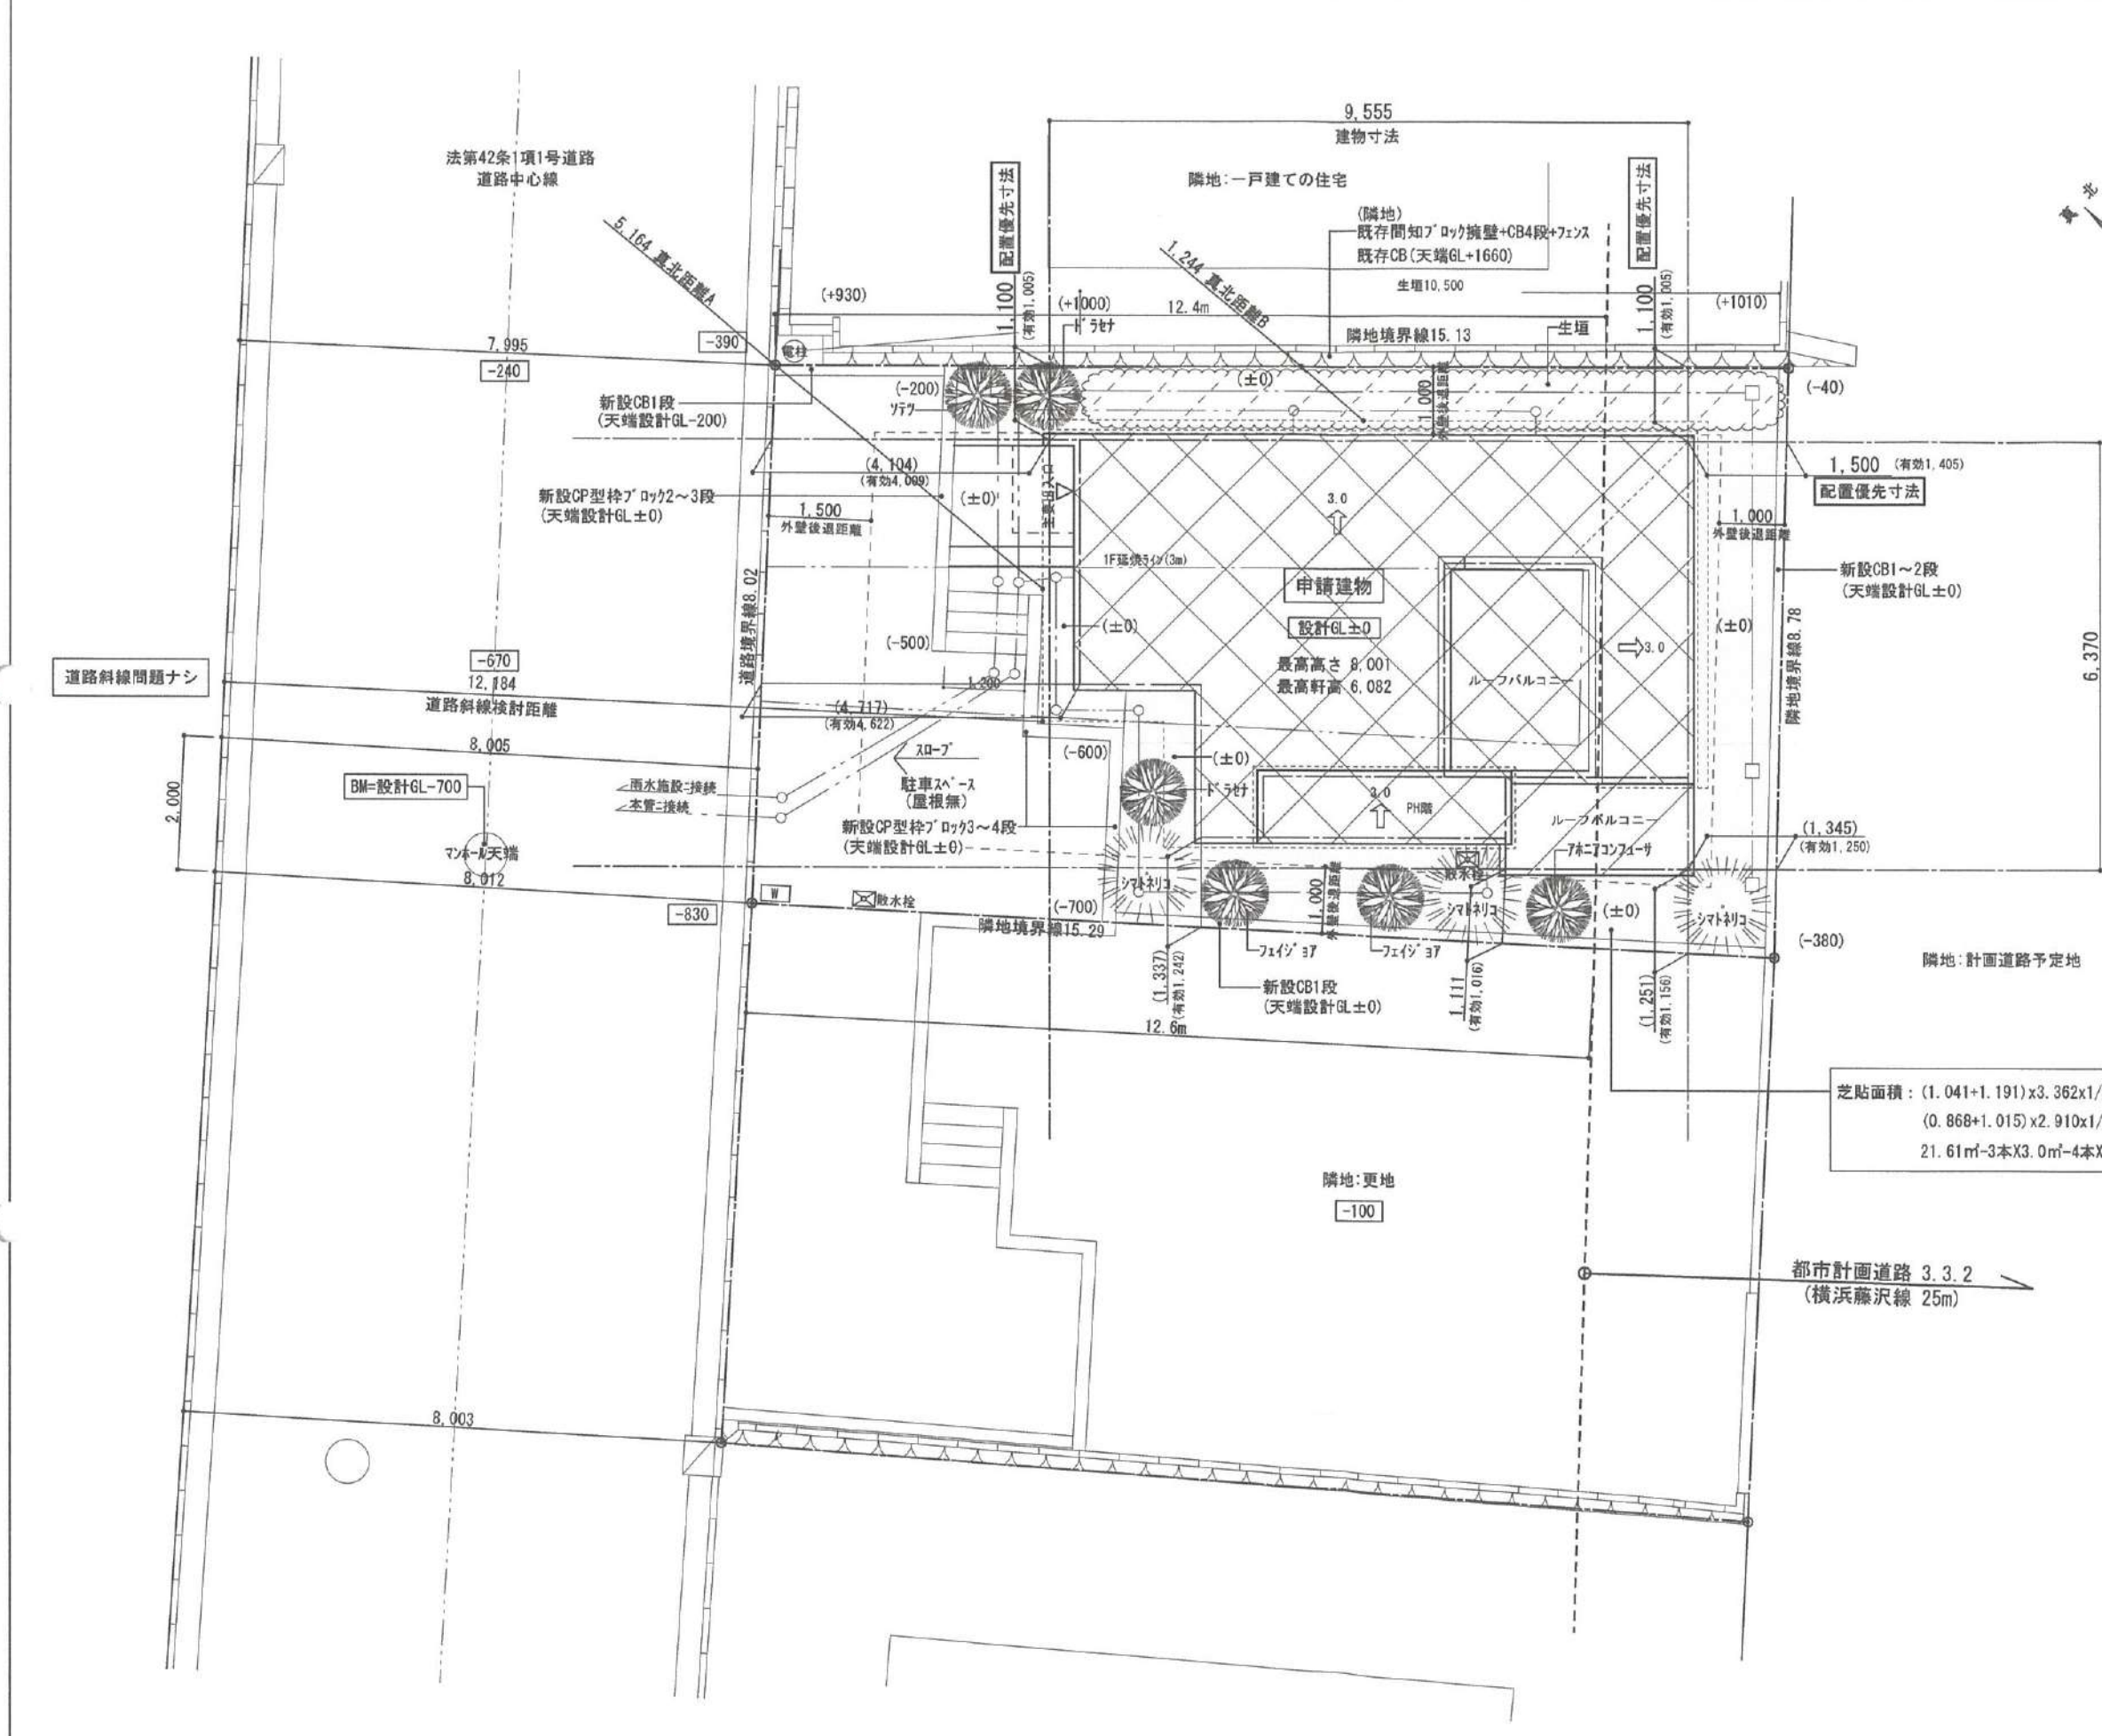 9,555
建物寸法
法第42条1項1号道路
道路中心線
配置優先寸法
隣地:一戸建ての住宅
配置優先寸法
(隣地)
既存間知ブロック擁壁+CB4段+フェンス
既存CB(天端GL+1660)
真北
5,164 真北距離A
1,244 真北距離B
生垣10,500
1,100
(有効1,005)
1,100
(有効1,005)
(+930)
(+1000)
12.4m
(+1010)
ドラセナ
隣地境界線15.13
生垣
7,995
-390
電柱
-240
(-200)
(±0)
(-40)
新設CB1段
(天端設計GL-200)
ソテツ
1,000
外壁後退距離
(4,104)
(有効4,009)
1,500 (有効1,405)
配置優先寸法
新設CP型枠ブロック2～3段
(天端設計GL±0)
(±0)
主要出入口
3.0
1,500
外壁後退距離
1,000
外壁後退距離
1F延焼ライン(3m)
申請建物
新設CB1～2段
(天端設計GL±0)
道路境界線8.02
設計GL±0
(±0)
(±0)
(-500)
3.0
最高高さ 8,001
最高軒高 6,082
ルーフバルコニー
隣地境界線8.78
6,370
道路斜線問題ナシ
-670
12,184
道路斜線検討距離
1,200
(4,717)
(有効4,622)
8,005
スロープ
(-600)
(±0)
駐車スペース
(屋根無)
BM=設計GL-700
雨水施設に接続
本管に接続
ドラセナ
3.0
PH階
2,000
新設CP型枠ブロック3～4段
(天端設計GL±0)
ルーフバルコニー
(1,345)
(有効1,250)
マンホール天端
8,012
アホニアコンフューサ
散水栓
シマトネリコ
W
散水栓
-830
(-700)
1,000
外壁後退距離
シマトネリコ
(±0)
シマトネリコ
隣地境界線15.29
(-380)
フェイジョア
フェイジョア
隣地:計画道路予定地
(1,337)
(有効1,242)
新設CB1段
(天端設計GL±0)
1,111
(有効1,016)
(1,251)
(有効1,156)
12.6m
芝貼面積：(1.041+1.191)x3.362x1/
(0.868+1.015)x2.910x1/
21.61㎡-3本X3.0㎡-4本X
隣地:更地
-100
都市計画道路 3.3.2
(横浜藤沢線 25m)
8,003